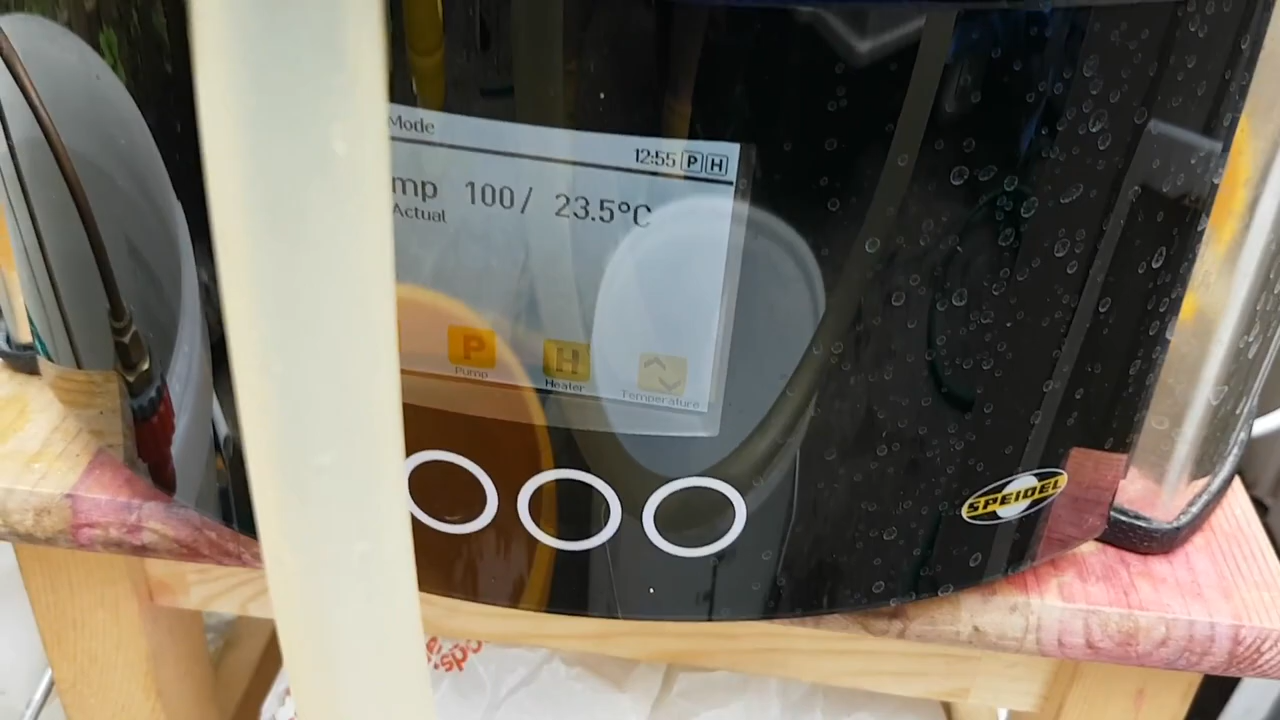 Mode
12:55 P H
mp 100/ 23.5°C
Actual
P H
Pump Heater Temperature
SPEIDEL